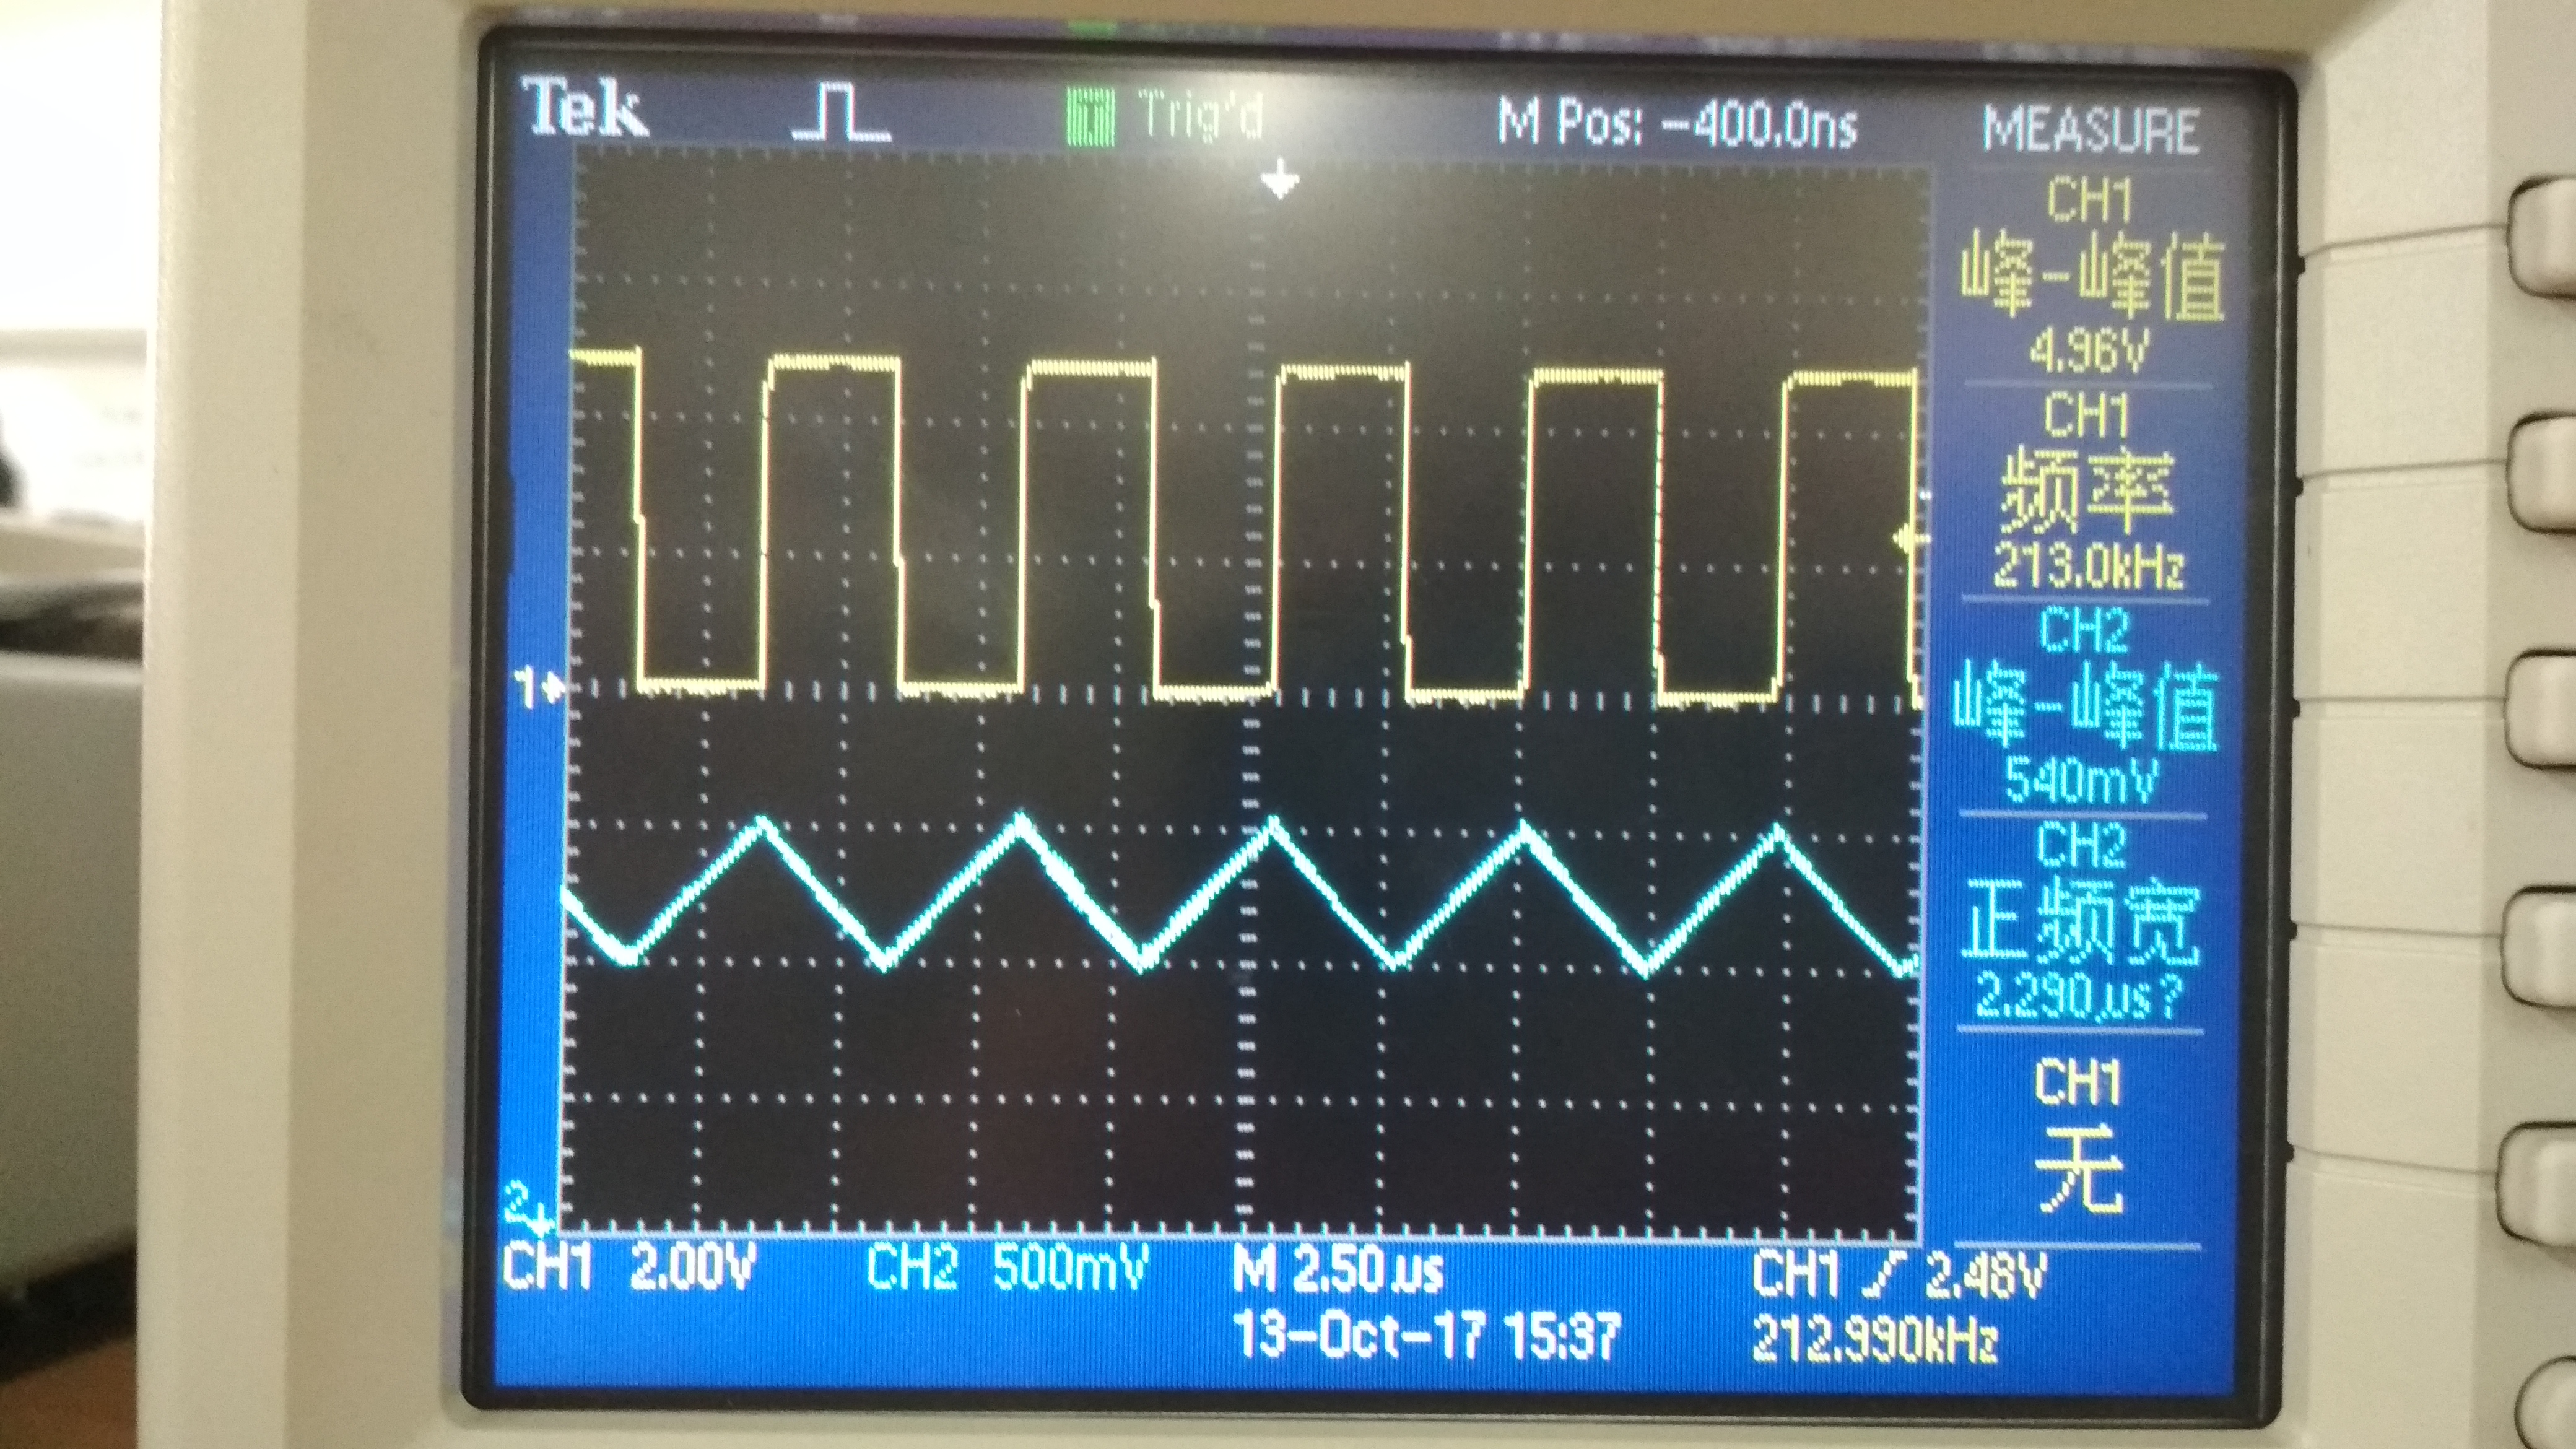 Tek
Trig'd
M Pos: -400.0ns
MEASURE
CH1
峰-峰值
4.96V
CH1
频率
213.0kHz
CH2
峰-峰值
540mV
CH2
正频宽
2.290µs?
CH1
无
1
2
CH1 2.00V
CH2 500mV
M 2.50µs
CH1 2.48V
13-Oct-17 15:37
212.990kHz